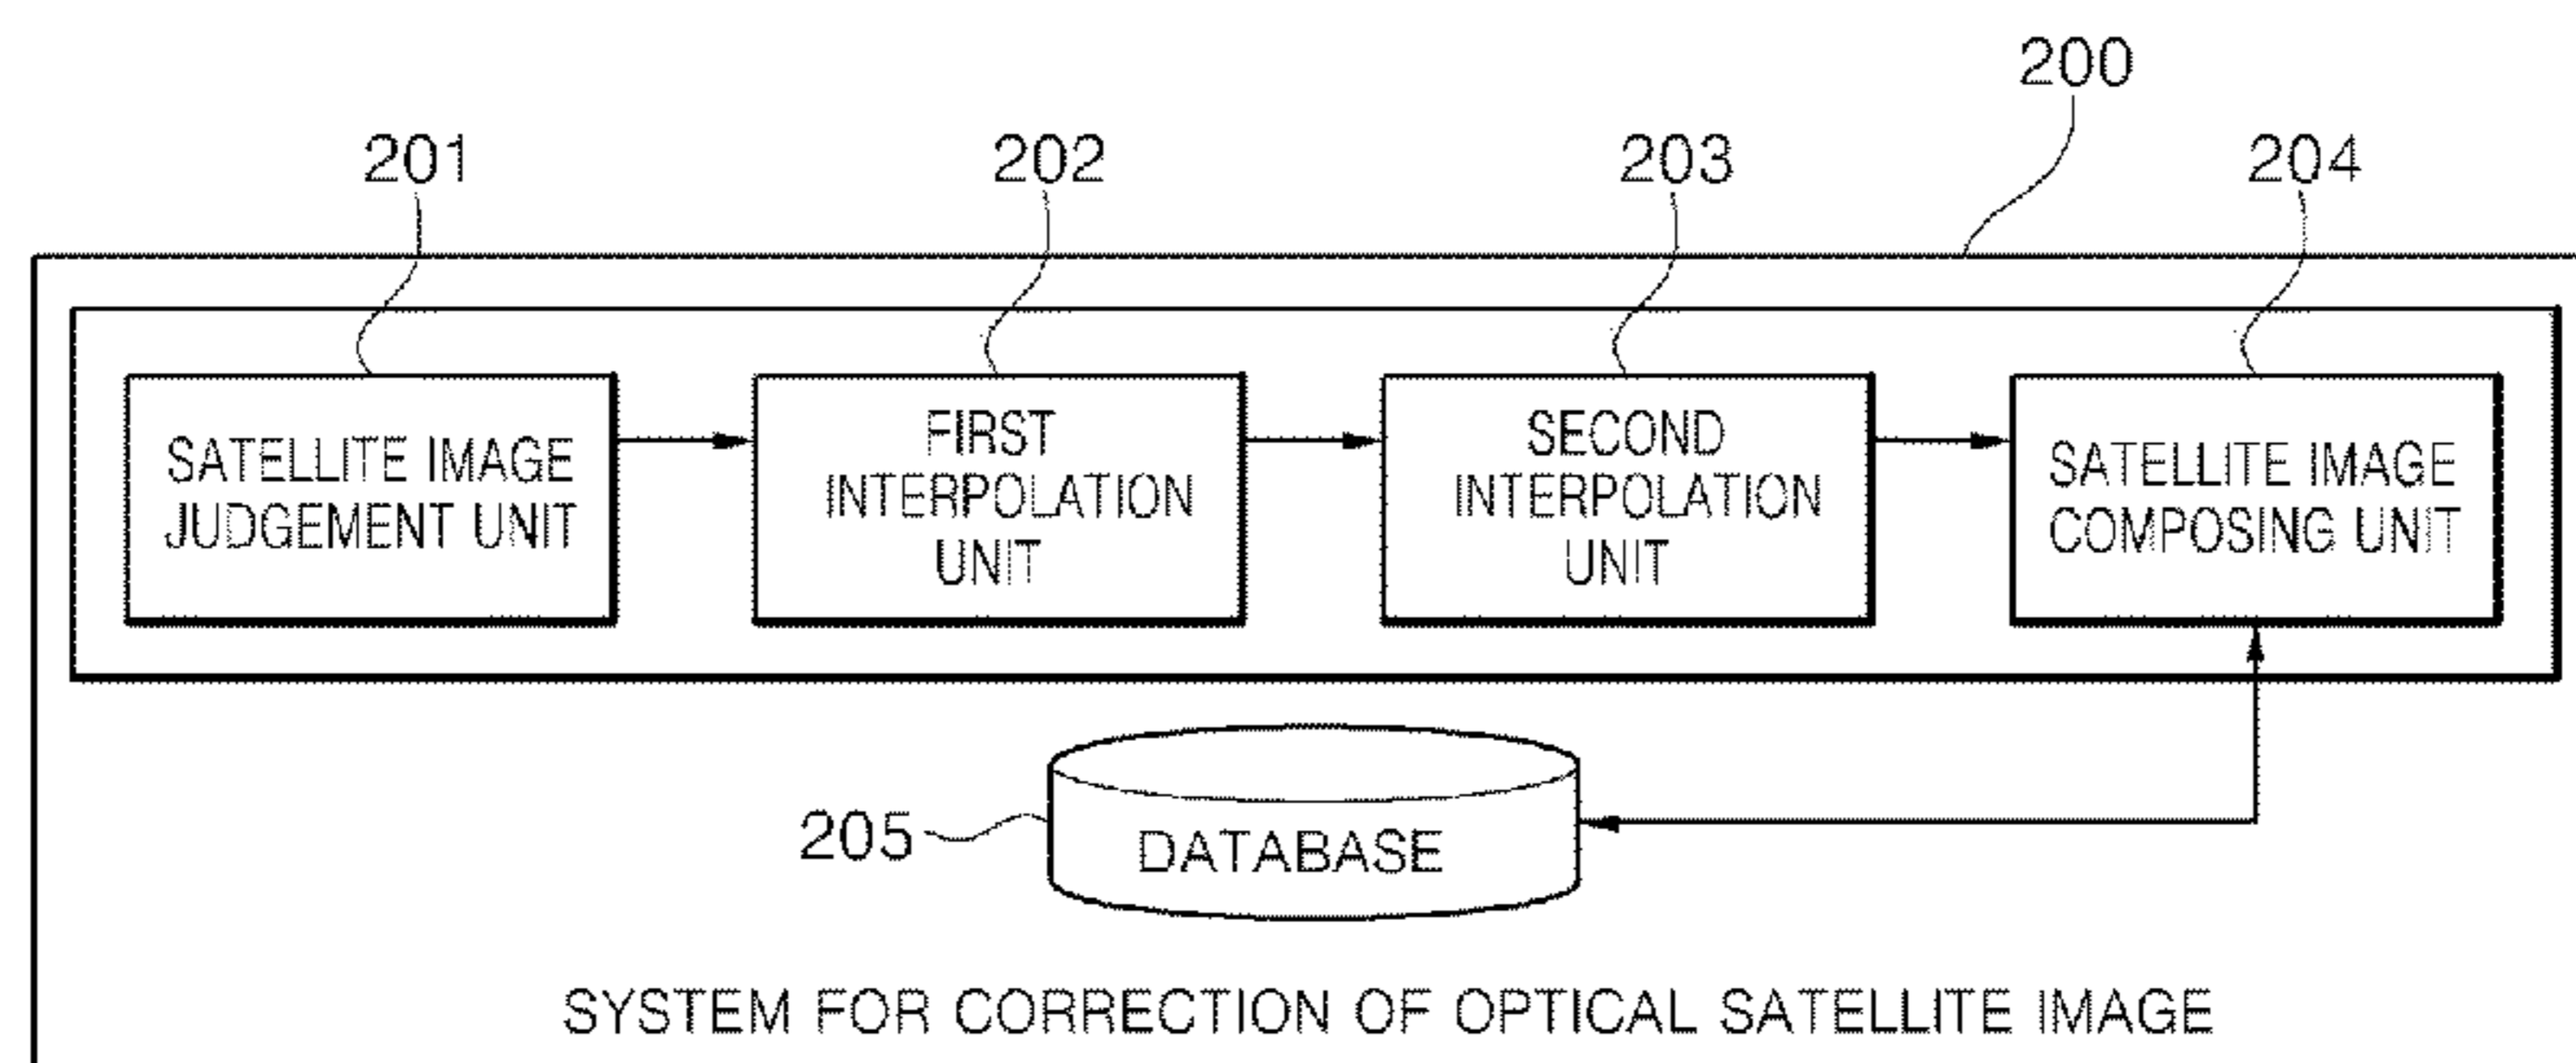 200
201
202
203
204
SATELLITE IMAGE
JUDGEMENT UNIT
FIRST
INTERPOLATION
UNIT
SECOND
INTERPOLATION
UNIT
SATELLITE IMAGE
COMPOSING UNIT
205
DATABASE
SYSTEM FOR CORRECTION OF OPTICAL SATELLITE IMAGE